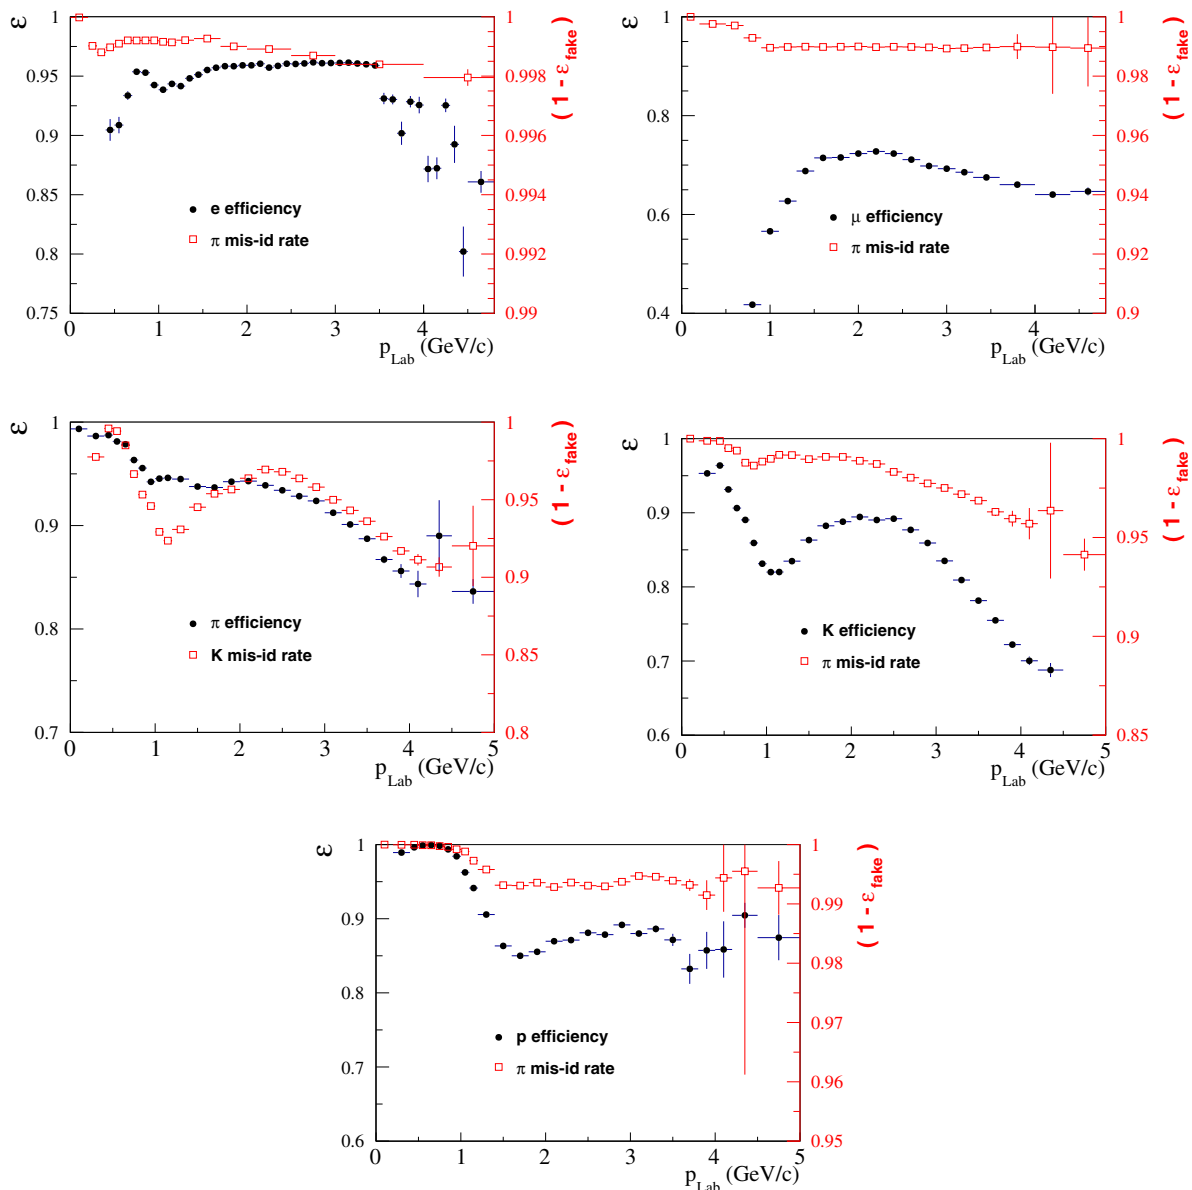 ε
1
0.95
0.9
0.85
0.8
0.75
0 1 2 3 4
p_Lab (GeV/c)
1
0.998
0.996
0.994
0.992
0.99
( 1 - ε_fake )
e efficiency
π mis-id rate
ε
1
0.8
0.6
0.4
0 1 2 3 4
p_Lab (GeV/c)
1
0.98
0.96
0.94
0.92
0.9
( 1 - ε_fake )
μ efficiency
π mis-id rate
ε
1
0.9
0.8
0.7
0 1 2 3 4 5
p_Lab (GeV/c)
1
0.95
0.9
0.85
0.8
( 1 - ε_fake )
π efficiency
K mis-id rate
ε
1
0.9
0.8
0.7
0.6
0 1 2 3 4 5
p_Lab (GeV/c)
1
0.95
0.9
0.85
( 1 - ε_fake )
K efficiency
π mis-id rate
ε
1
0.9
0.8
0.7
0.6
0 1 2 3 4 5
p_Lab (GeV/c)
1
0.99
0.98
0.97
0.96
0.95
( 1 - ε_fake )
p efficiency
π mis-id rate